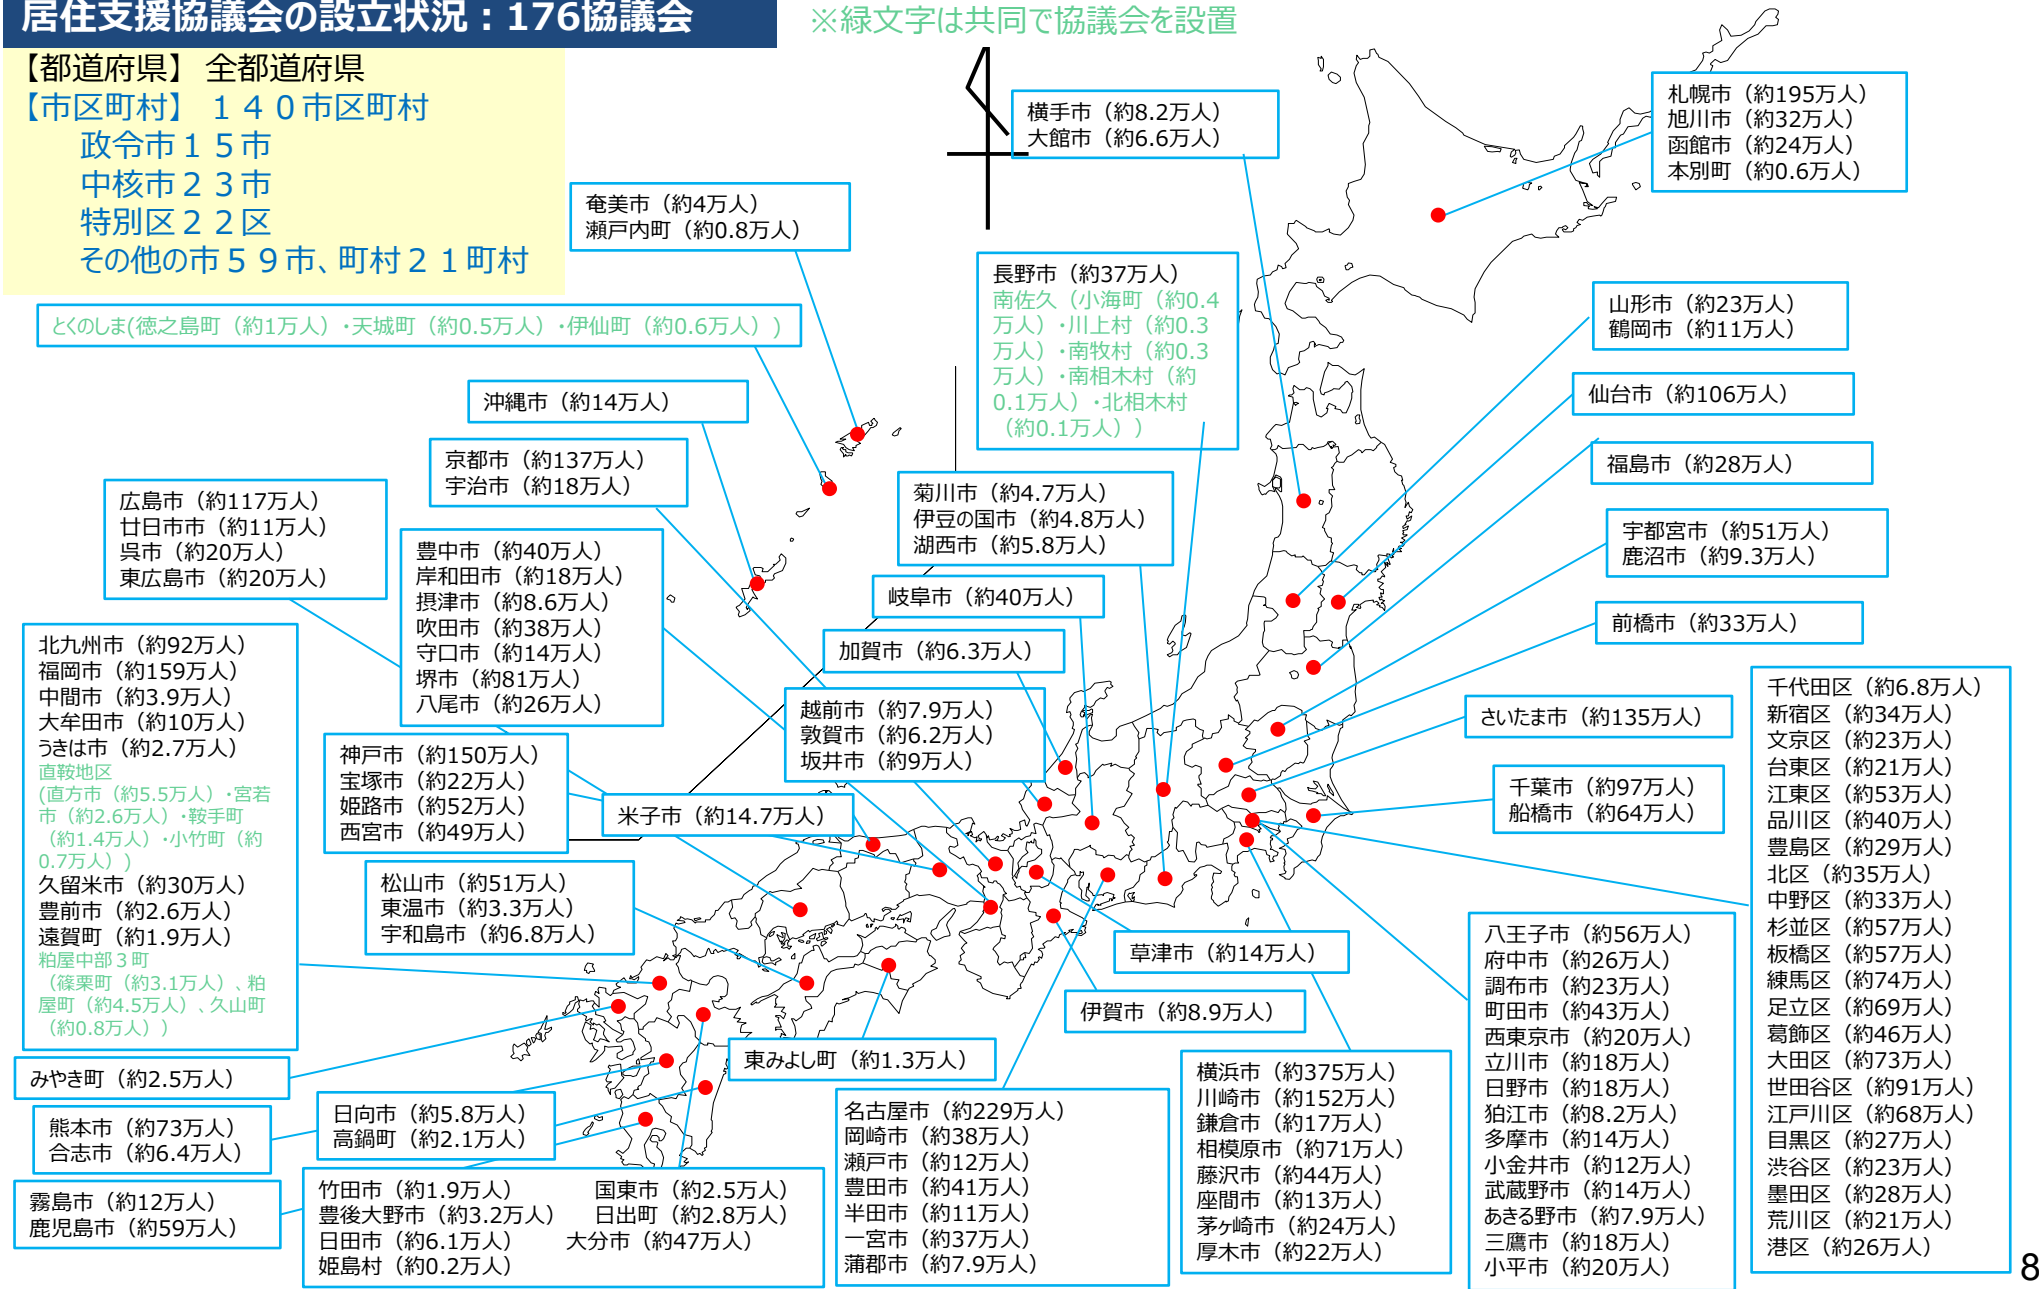 居住支援協議会の設立状況：176協議会
※緑文字は共同で協議会を設置
【都道府県】 全都道府県
【市区町村】 １４０市区町村
政令市１５市
中核市２３市
特別区２２区
その他の市５９市、町村２１町村
横手市（約8.2万人）
大館市（約6.6万人）
札幌市（約195万人）
旭川市（約32万人）
函館市（約24万人）
本別町（約0.6万人）
奄美市（約4万人）
瀬戸内町（約0.8万人）
とくのしま(徳之島町（約1万人）・天城町（約0.5万人）・伊仙町（約0.6万人）)
長野市（約37万人）
南佐久（小海町（約0.4
万人）・川上村（約0.3
万人）・南牧村（約0.3
万人）・南相木村（約
0.1万人）・北相木村
（約0.1万人））
山形市（約23万人）
鶴岡市（約11万人）
仙台市（約106万人）
沖縄市（約14万人）
京都市（約137万人）
宇治市（約18万人）
福島市（約28万人）
広島市（約117万人）
廿日市市（約11万人）
呉市（約20万人）
東広島市（約20万人）
菊川市（約4.7万人）
伊豆の国市（約4.8万人）
湖西市（約5.8万人）
宇都宮市（約51万人）
鹿沼市（約9.3万人）
豊中市（約40万人）
岸和田市（約18万人）
摂津市（約8.6万人）
吹田市（約38万人）
守口市（約14万人）
堺市（約81万人）
八尾市（約26万人）
岐阜市（約40万人）
前橋市（約33万人）
加賀市（約6.3万人）
北九州市（約92万人）
福岡市（約159万人）
中間市（約3.9万人）
大牟田市（約10万人）
うきは市（約2.7万人）
直鞍地区
(直方市（約5.5万人）・宮若
市（約2.6万人）・鞍手町
（約1.4万人）・小竹町（約
0.7万人）)
久留米市（約30万人）
豊前市（約2.6万人）
遠賀町（約1.9万人）
粕屋中部３町
（篠栗町（約3.1万人）、粕
屋町（約4.5万人）、久山町
（約0.8万人））
越前市（約7.9万人）
敦賀市（約6.2万人）
坂井市（約9万人）
さいたま市（約135万人）
千代田区（約6.8万人）
新宿区（約34万人）
文京区（約23万人）
台東区（約21万人）
江東区（約53万人）
品川区（約40万人）
豊島区（約29万人）
北区（約35万人）
中野区（約33万人）
杉並区（約57万人）
板橋区（約57万人）
練馬区（約74万人）
足立区（約69万人）
葛飾区（約46万人）
大田区（約73万人）
世田谷区（約91万人）
江戸川区（約68万人）
目黒区（約27万人）
渋谷区（約23万人）
墨田区（約28万人）
荒川区（約21万人）
港区（約26万人）
神戸市（約150万人）
宝塚市（約22万人）
姫路市（約52万人）
西宮市（約49万人）
米子市（約14.7万人）
千葉市（約97万人）
船橋市（約64万人）
松山市（約51万人）
東温市（約3.3万人）
宇和島市（約6.8万人）
草津市（約14万人）
伊賀市（約8.9万人）
八王子市（約56万人）
府中市（約26万人）
調布市（約23万人）
町田市（約43万人）
西東京市（約20万人）
立川市（約18万人）
日野市（約18万人）
狛江市（約8.2万人）
多摩市（約14万人）
小金井市（約12万人）
武蔵野市（約14万人）
あきる野市（約7.9万人）
三鷹市（約18万人）
小平市（約20万人）
みやき町（約2.5万人）
東みよし町（約1.3万人）
横浜市（約375万人）
川崎市（約152万人）
鎌倉市（約17万人）
相模原市（約71万人）
藤沢市（約44万人）
座間市（約13万人）
茅ヶ崎市（約24万人）
厚木市（約22万人）
熊本市（約73万人）
合志市（約6.4万人）
日向市（約5.8万人）
高鍋町（約2.1万人）
名古屋市（約229万人）
岡崎市（約38万人）
瀬戸市（約12万人）
豊田市（約41万人）
半田市（約11万人）
一宮市（約37万人）
蒲郡市（約7.9万人）
霧島市（約12万人）
鹿児島市（約59万人）
竹田市（約1.9万人） 国東市（約2.5万人）
豊後大野市（約3.2万人） 日出町（約2.8万人）
日田市（約6.1万人） 大分市（約47万人）
姫島村（約0.2万人）
8